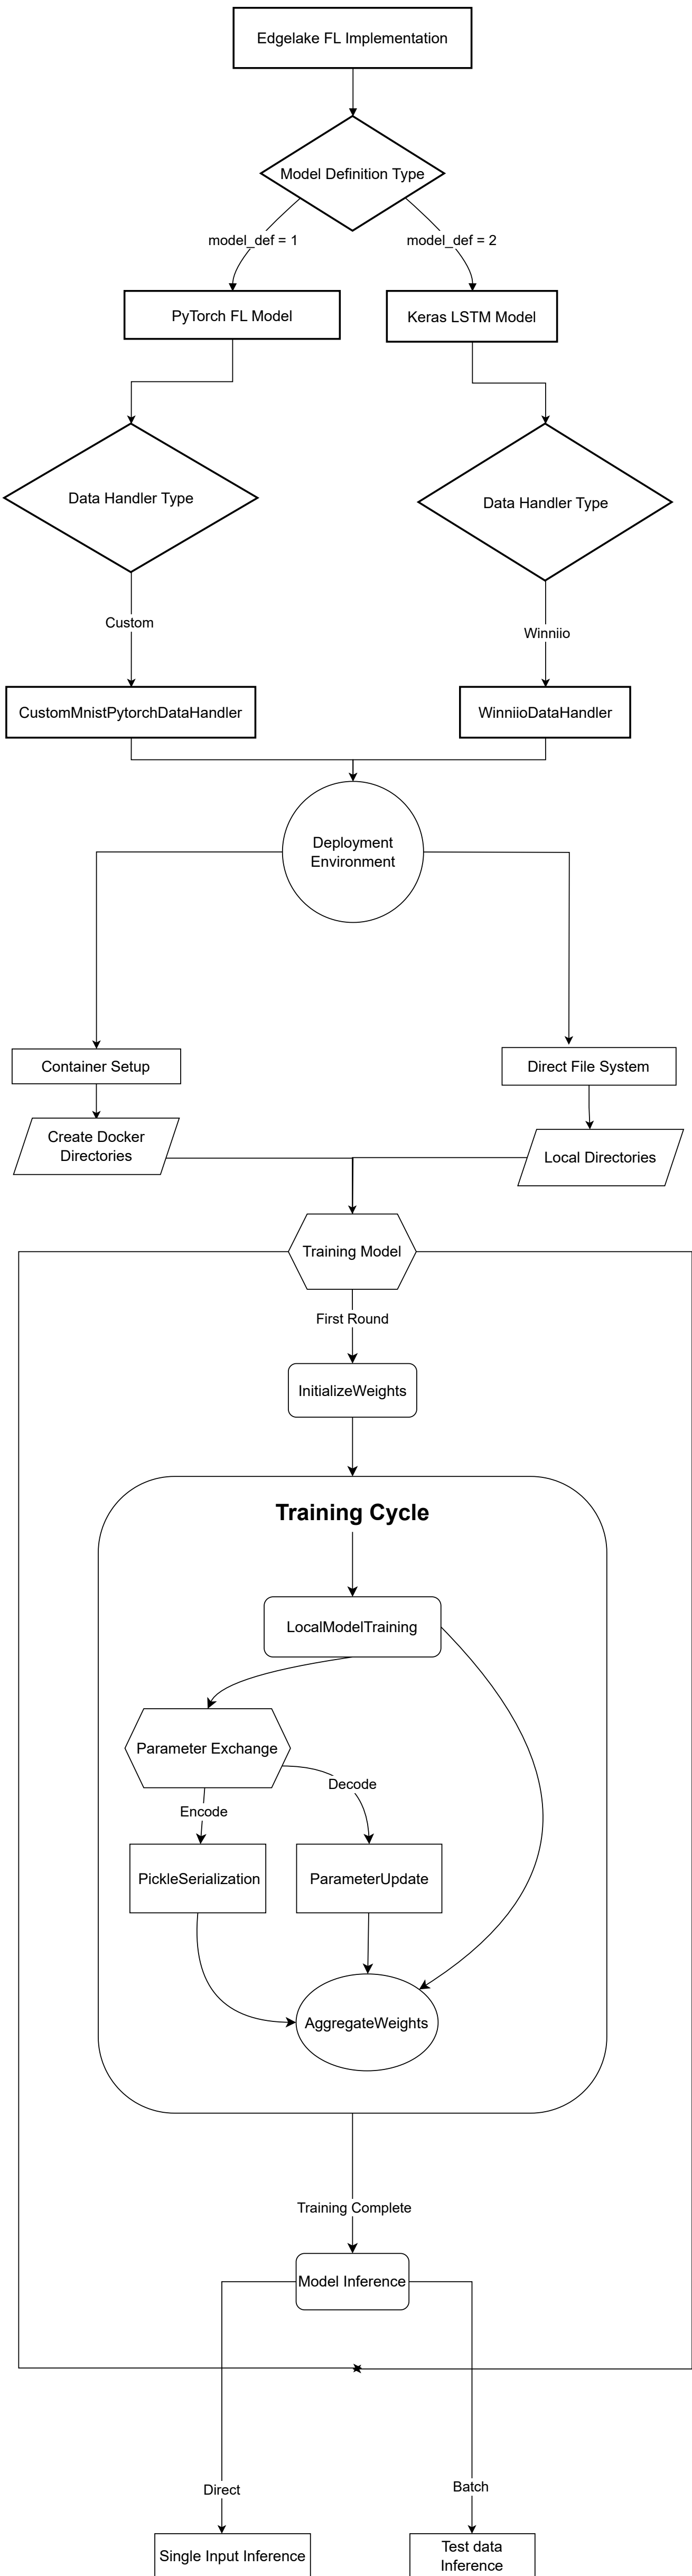 Edgelake FL Implementation
Model Definition Type
model_def = 1
model_def = 2
PyTorch FL Model
Keras LSTM Model
Data Handler Type
Data Handler Type
Custom
Winniio
CustomMnistPytorchDataHandler
WinniioDataHandler
Deployment
Environment
Container Setup
Direct File System
Create Docker
Directories
Local Directories
Training Model
First Round
InitializeWeights
Training Cycle
LocalModelTraining
Parameter Exchange
Decode
Encode
PickleSerialization
ParameterUpdate
AggregateWeights
Training Complete
Model Inference
Direct
Batch
Single Input Inference
Test data
Inference